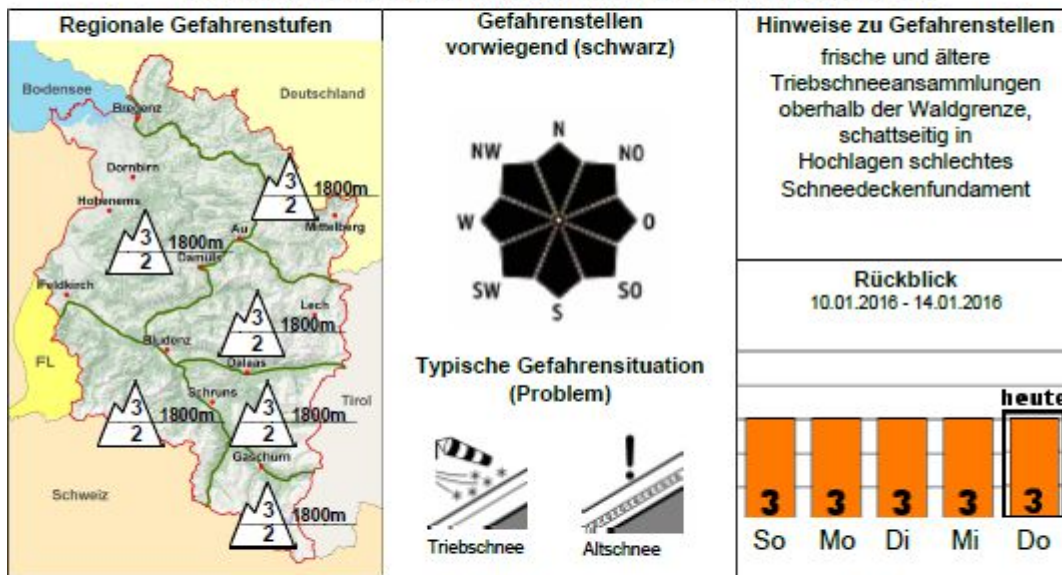 Regionale Gefahrenstufen
Bodensee
Bregenz
Deutschland
Dornbirn
3
1800m
2
Hohenems
Mittelberg
3
Au
1800m
2
Damüls
Feldkirch
Lech
3
1800m
2
Bludenz
FL
Dalaas
Schruns
Tirol
3
1800m
2
3
1800m
2
Gaschurn
Schweiz
3
1800m
2
Gefahrenstellen
vorwiegend (schwarz)
N
NW
NO
W
O
SW
SO
S
Typische Gefahrensituation
(Problem)
Triebschnee
Altschnee
Hinweise zu Gefahrenstellen
frische und ältere
Triebschneeansammlungen
oberhalb der Waldgrenze,
schattseitig in
Hochlagen schlechtes
Schneedeckenfundament
Rückblick
10.01.2016 - 14.01.2016
heute
3 3 3 3 3
So Mo Di Mi Do